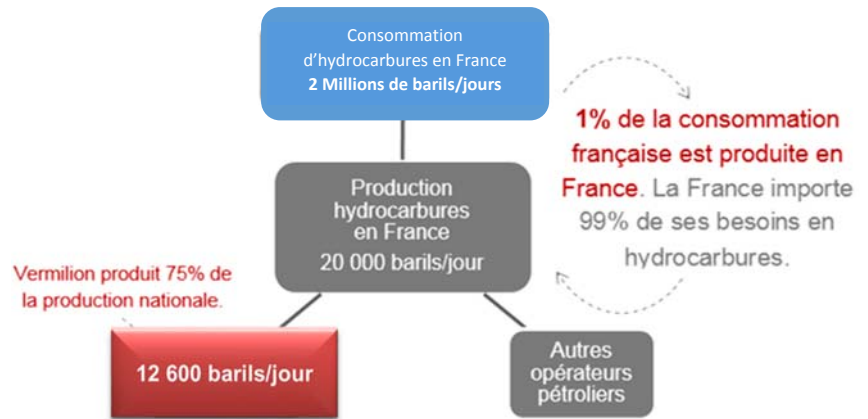 Consommation
d'hydrocarbures en France
2 Millions de barils/jours
1% de la consommation
française est produite en
France. La France importe
99% de ses besoins en
hydrocarbures.
Production
hydrocarbures
en France
20 000 barils/jour
Vermilion produit 75% de
la production nationale.
12 600 barils/jour
Autres
opérateurs
pétroliers